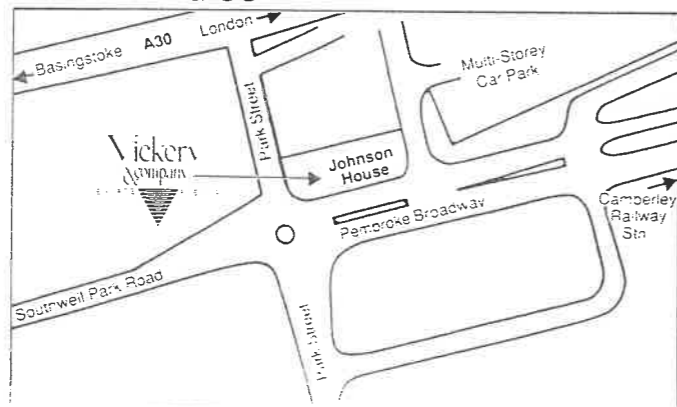 Basingstoke A30 London
Park Street
Multi-Storey
Car Park
Vickery
& company
Johnson
House
Camberley
Railway
Stn
Pembroke Broadway
Southwell Park Road
Park Street